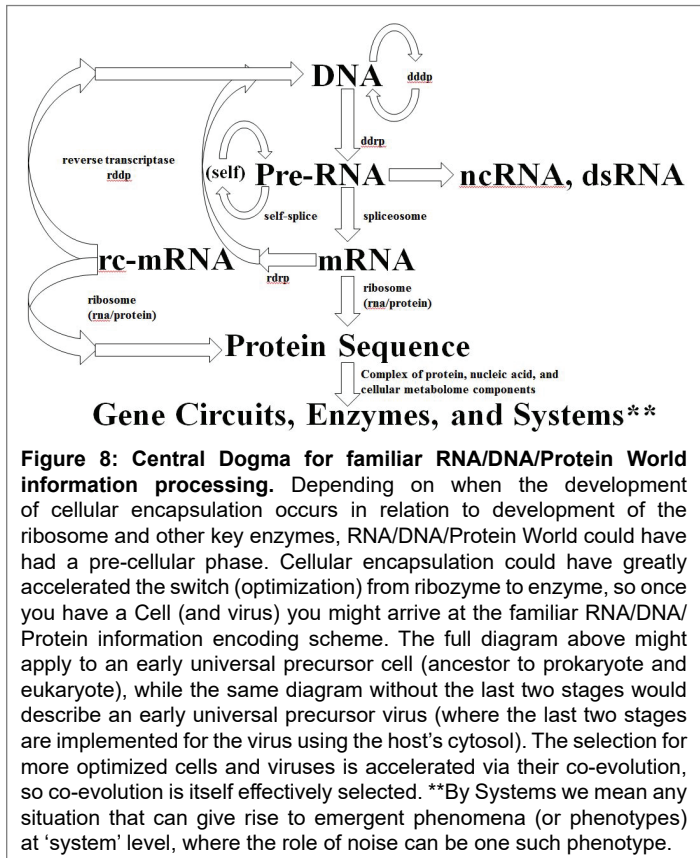 DNA
dddp
ddrp
reverse transcriptase
rddp
(self)
Pre-RNA
ncRNA, dsRNA
self-splice
spliceosome
rc-mRNA
rdrp
mRNA
ribosome
(rna/protein)
ribosome
(rna/protein)
Protein Sequence
Complex of protein, nucleic acid, and
cellular metabolome components
Gene Circuits, Enzymes, and Systems**
Figure 8: Central Dogma for familiar RNA/DNA/Protein World
information processing. Depending on when the development
of cellular encapsulation occurs in relation to development of the
ribosome and other key enzymes, RNA/DNA/Protein World could have
had a pre-cellular phase. Cellular encapsulation could have greatly
accelerated the switch (optimization) from ribozyme to enzyme, so once
you have a Cell (and virus) you might arrive at the familiar RNA/DNA/
Protein information encoding scheme. The full diagram above might
apply to an early universal precursor cell (ancestor to prokaryote and
eukaryote), while the same diagram without the last two stages would
describe an early universal precursor virus (where the last two stages
are implemented for the virus using the host’s cytosol). The selection for
more optimized cells and viruses is accelerated via their co-evolution,
so co-evolution is itself effectively selected. **By Systems we mean any
situation that can give rise to emergent phenomena (or phenotypes)
at ‘system’ level, where the role of noise can be one such phenotype.